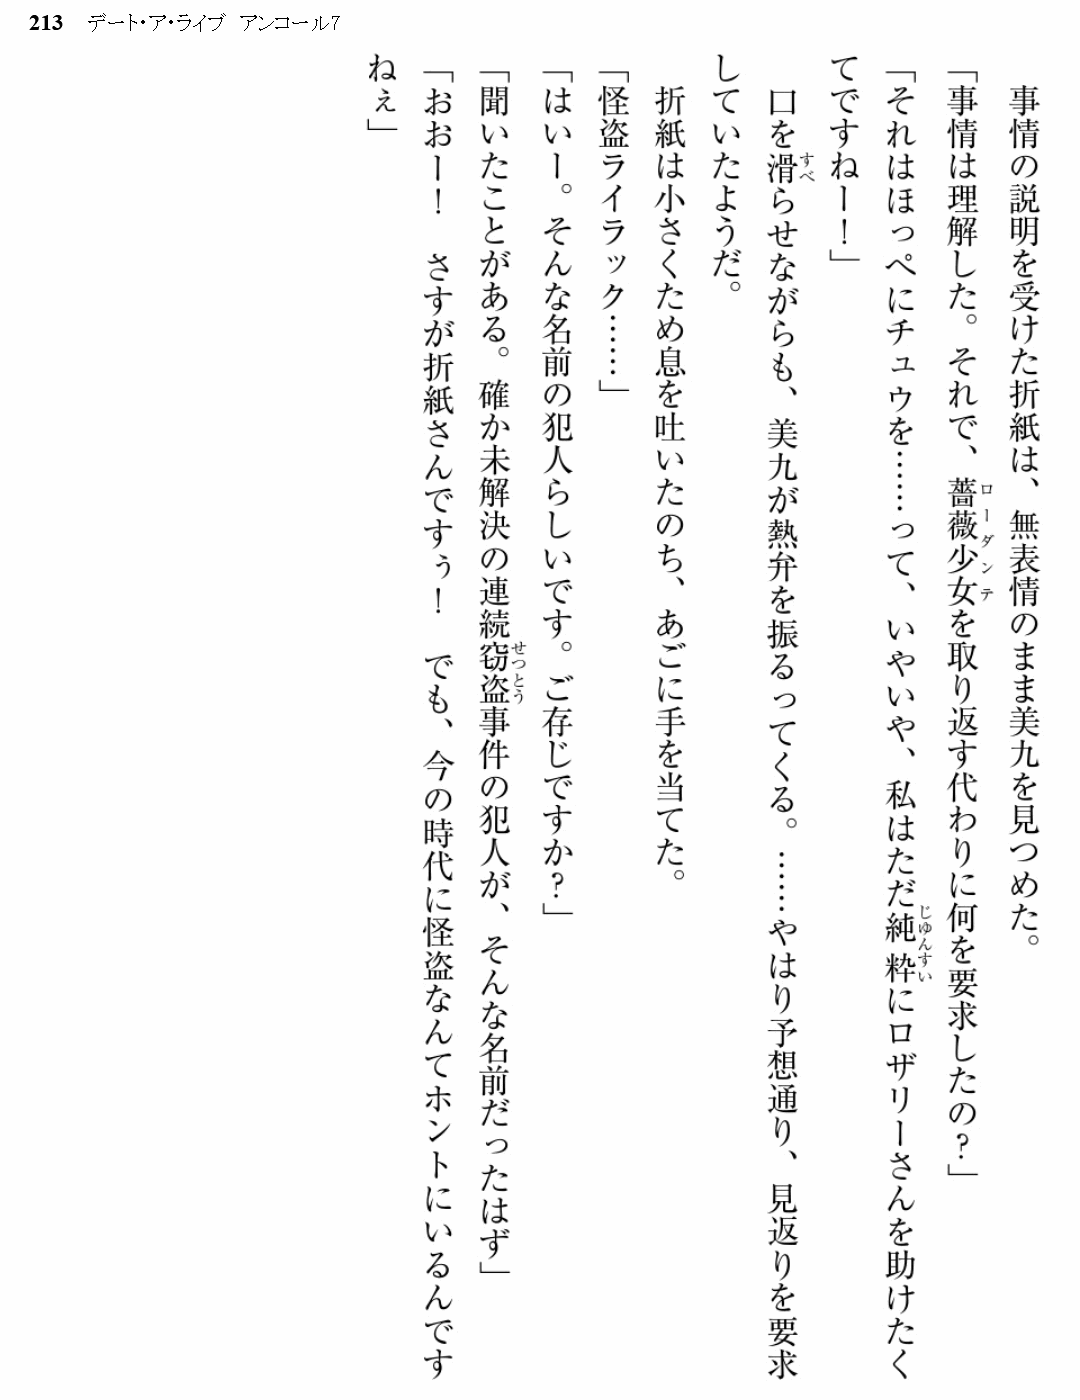 213　デート・ア・ライブ　アンコール7
　事情の説明を受けた折紙は、無表情のまま美九を見つめた。
「事情は理解した。それで、薔薇少女を取り返す代わりに何を要求したの？」
ローダンテ
「それはほっぺにチュウを……って、いやいや、私はただ純粋にロザリーさんを助けたく
じゅんすい
てですねー！」
　口を滑らせながらも、美九が熱弁を振るってくる。……やはり予想通り、見返りを要求
すべ
していたようだ。
　折紙は小さくため息を吐いたのち、あごに手を当てた。
「怪盗ライラック……」
「はいー。そんな名前の犯人らしいです。ご存じですか？」
「聞いたことがある。確か未解決の連続窃盗事件の犯人が、そんな名前だったはず」
せっとう
「おおー！　さすが折紙さんですぅ！　でも、今の時代に怪盗なんてホントにいるんです
ねぇ」